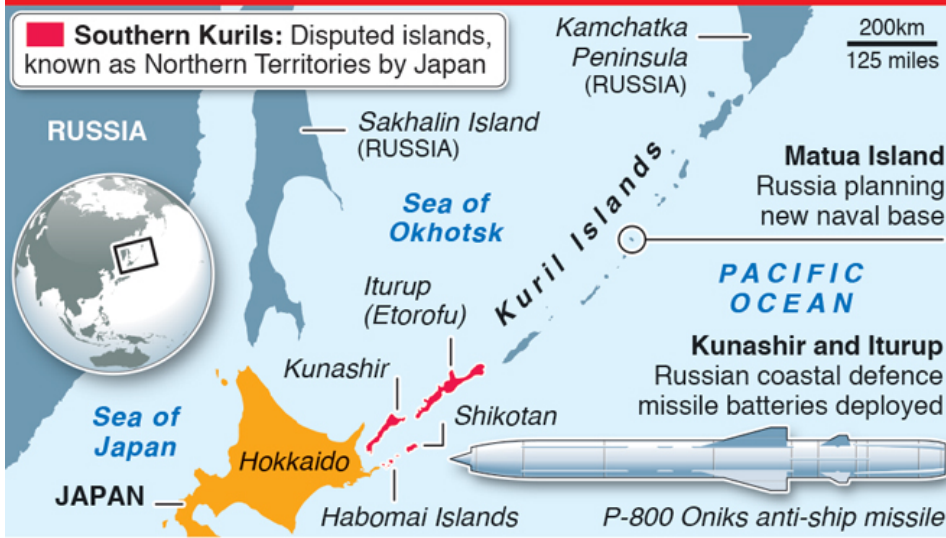 Southern Kurils: Disputed islands,
known as Northern Territories by Japan
Kamchatka
Peninsula
(RUSSIA)
200km
125 miles
RUSSIA
Sakhalin Island
(RUSSIA)
Kuril Islands
Matua Island
Russia planning
new naval base
Sea of
Okhotsk
PACIFIC
OCEAN
Iturup
(Etorofu)
Kunashir
Kunashir and Iturup
Russian coastal defence
missile batteries deployed
Sea of
Japan
Shikotan
Hokkaido
JAPAN
Habomai Islands
P-800 Oniks anti-ship missile